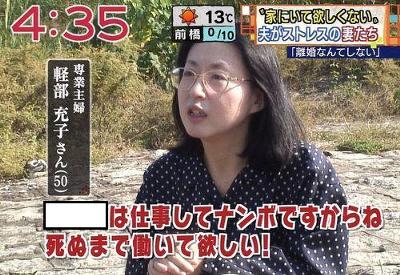 4:35
13℃
前橋 0/10
"家にいて欲しくない。
夫がストレスの妻たち
「離婚なんてしない」
専業主婦
軽部 充子さん(50)
は仕事してナンボですからね
死ぬまで働いて欲しい!